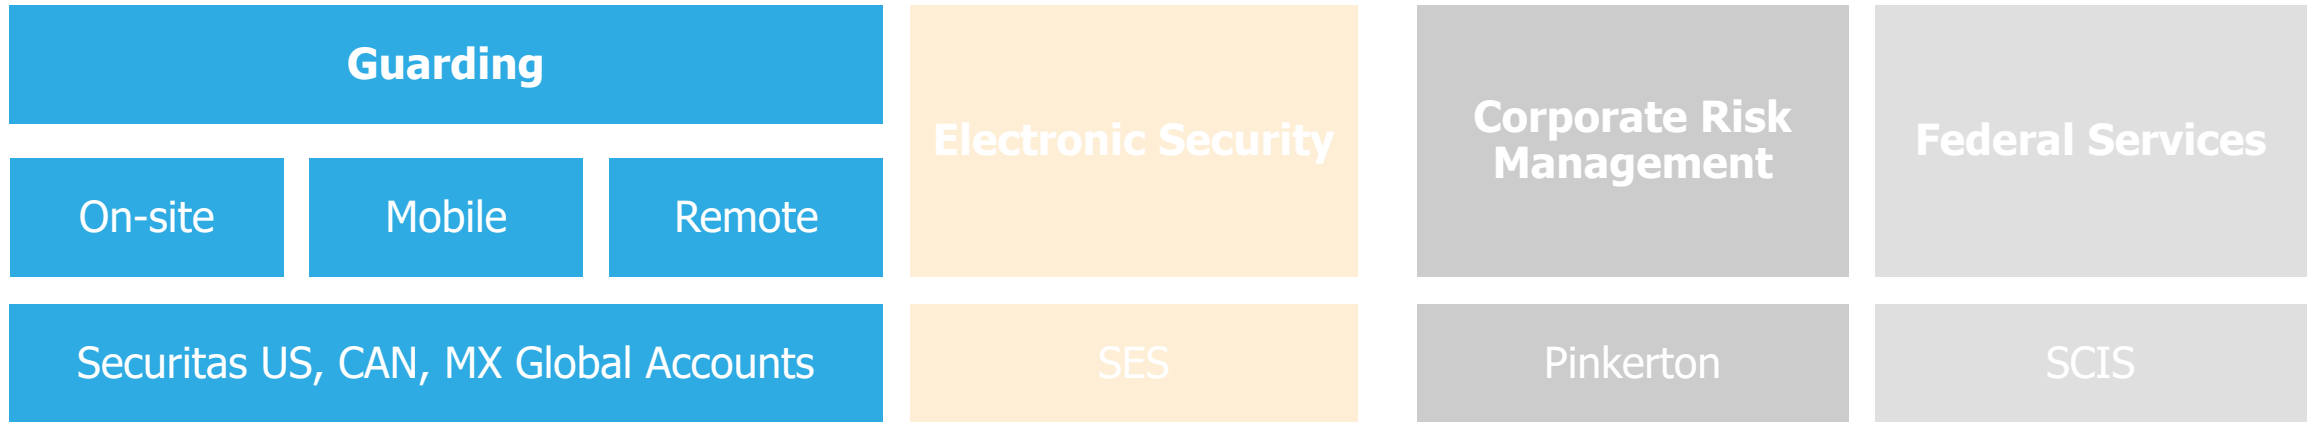 Guarding
Electronic Security
Corporate Risk
Management
Federal Services
On-site
Mobile
Remote
Securitas US, CAN, MX Global Accounts
SES
Pinkerton
SCIS